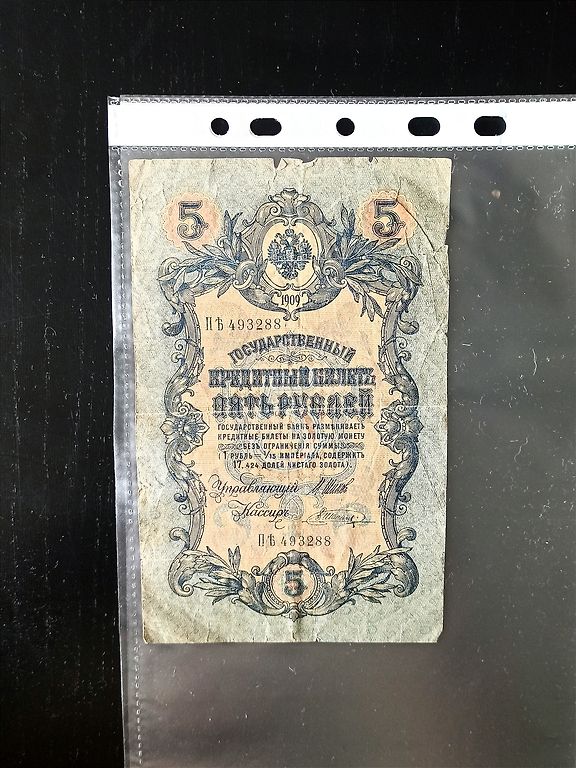 5 5
1909
ПѢ 493288
ГОСУДАРСТВЕННЫЙ
КРЕДИТНЫЙ БИЛЕТЪ
ПЯТЬ РУБЛЕЙ
ГОСУДАРСТВЕННЫЙ БАНКЪ РАЗМѢНИВАЕТЪ
КРЕДИТНЫЕ БИЛЕТЫ НА ЗОЛОТУЮ МОНЕТУ
БЕЗЪ ОГРАНИЧЕНІЯ СУММЫ
(1 РУБЛЬ = 1/15 ИМПЕРІАЛА, СОДЕРЖИТЪ
17,424 ДОЛЕЙ ЧИСТАГО ЗОЛОТА).
Управляющій
Кассиръ
ПѢ 493288
5